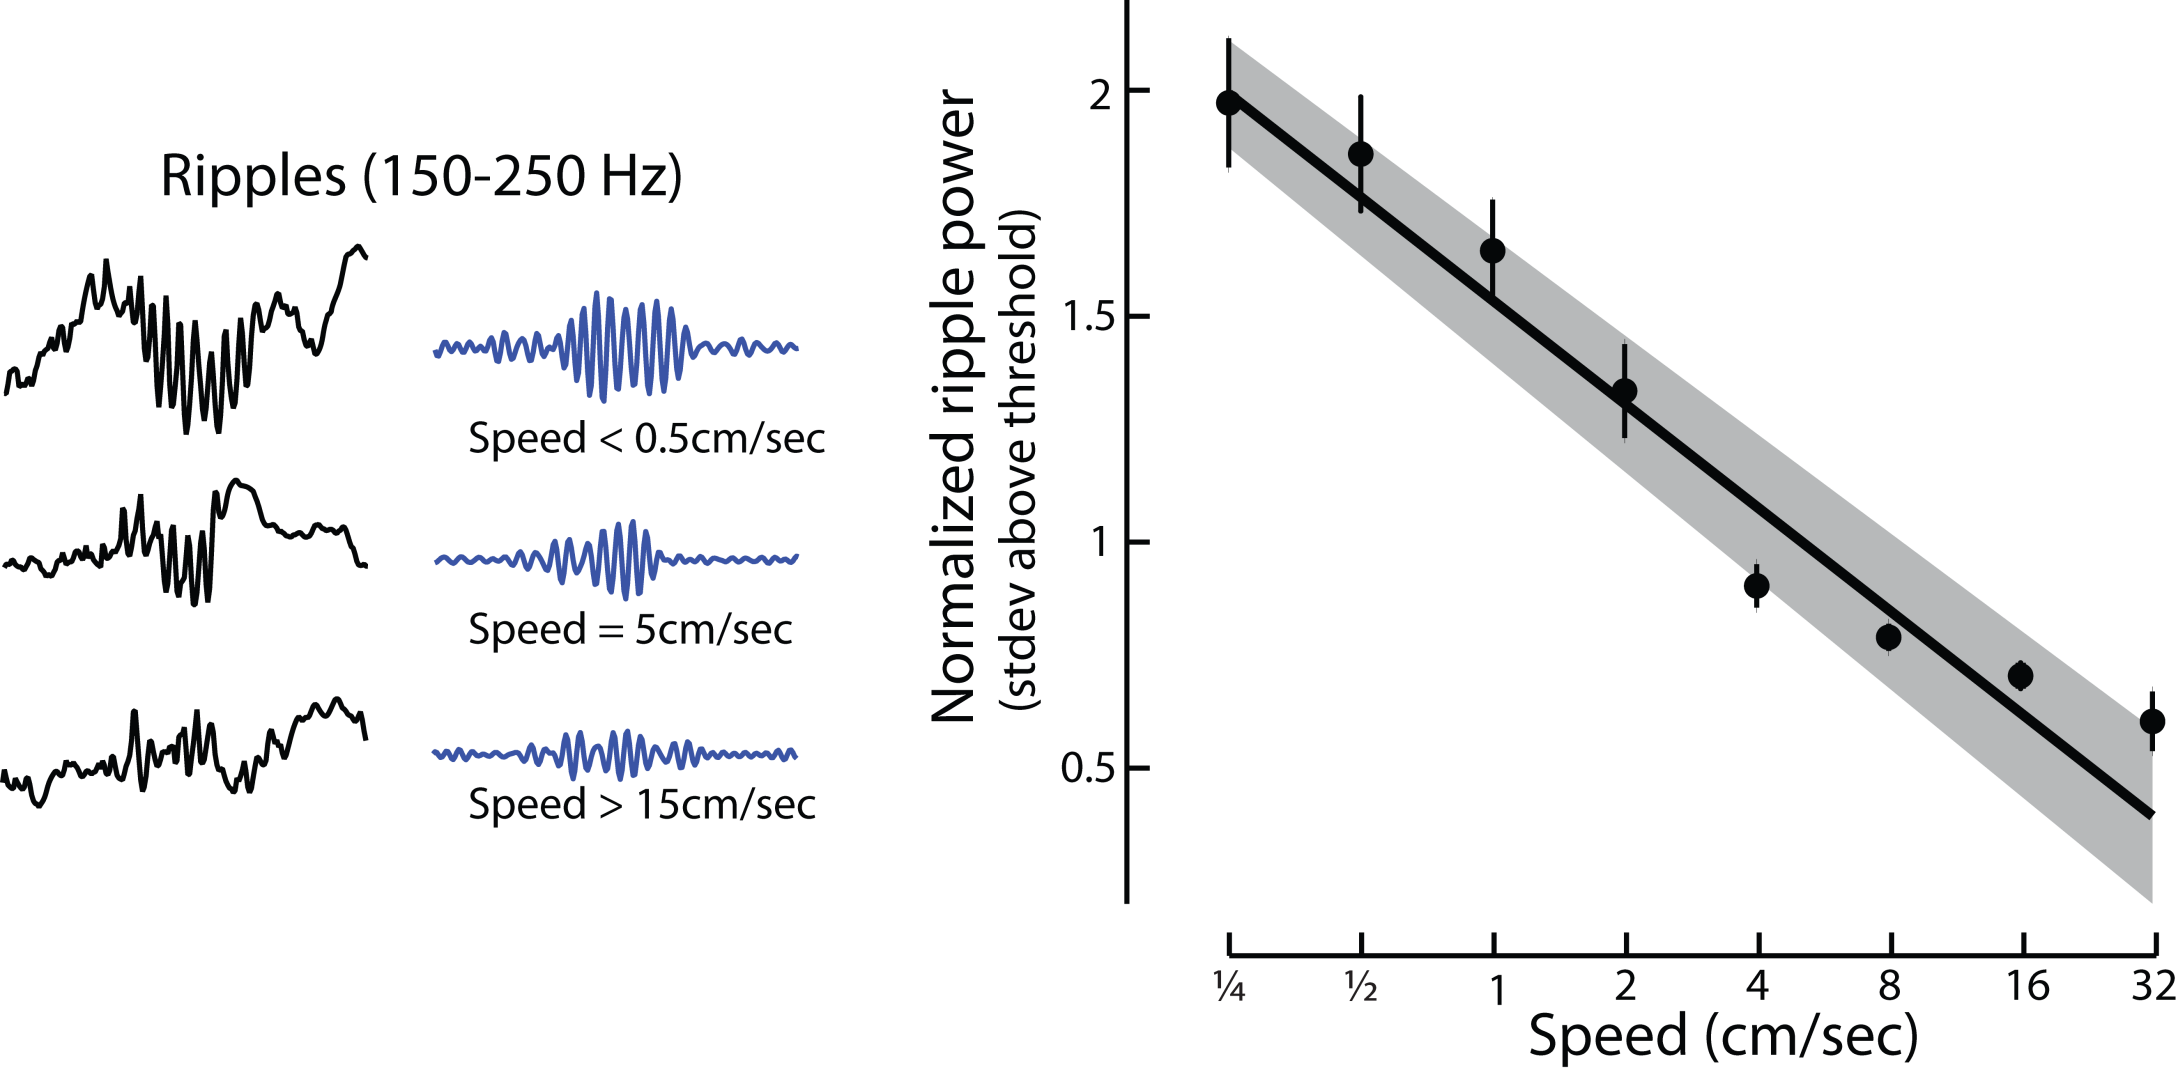 Ripples (150-250 Hz)
Speed < 0.5cm/sec
Speed = 5cm/sec
Speed > 15cm/sec
Normalized ripple power
(stdev above threshold)
2
1.5
1
0.5
¼ ½ 1 2 4 8 16 32
Speed (cm/sec)